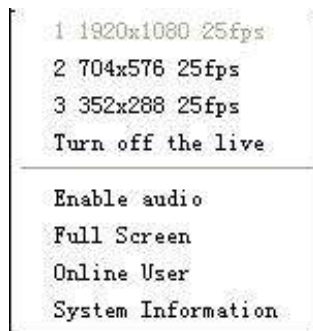 1 1920x1080 25fps
2 704x576 25fps
3 352x288 25fps
Turn off the live
Enable audio
Full Screen
Online User
System Information